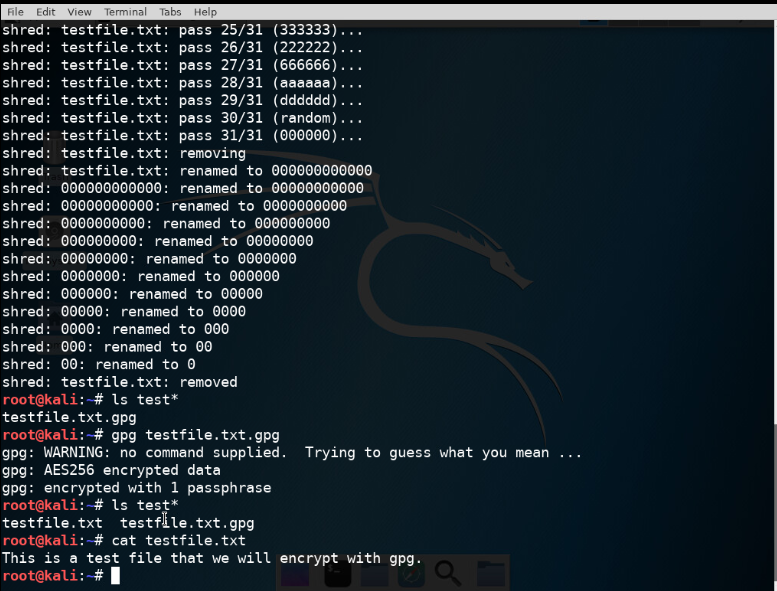 File Edit View Terminal Tabs Help
shred: testfile.txt: pass 25/31 (333333)...
shred: testfile.txt: pass 26/31 (222222)...
shred: testfile.txt: pass 27/31 (666666)...
shred: testfile.txt: pass 28/31 (aaaaaa)...
shred: testfile.txt: pass 29/31 (dddddd)...
shred: testfile.txt: pass 30/31 (random)...
shred: testfile.txt: pass 31/31 (000000)...
shred: testfile.txt: removing
shred: testfile.txt: renamed to 000000000000
shred: 000000000000: renamed to 00000000000
shred: 00000000000: renamed to 0000000000
shred: 0000000000: renamed to 000000000
shred: 000000000: renamed to 00000000
shred: 00000000: renamed to 0000000
shred: 0000000: renamed to 000000
shred: 000000: renamed to 00000
shred: 00000: renamed to 0000
shred: 0000: renamed to 000
shred: 000: renamed to 00
shred: 00: renamed to 0
shred: testfile.txt: removed
root@kali:~# ls test*
testfile.txt.gpg
root@kali:~# gpg testfile.txt.gpg
gpg: WARNING: no command supplied.  Trying to guess what you mean ...
gpg: AES256 encrypted data
gpg: encrypted with 1 passphrase
root@kali:~# ls test*
testfile.txt  testfile.txt.gpg
root@kali:~# cat testfile.txt
This is a test file that we will encrypt with gpg.
root@kali:~#